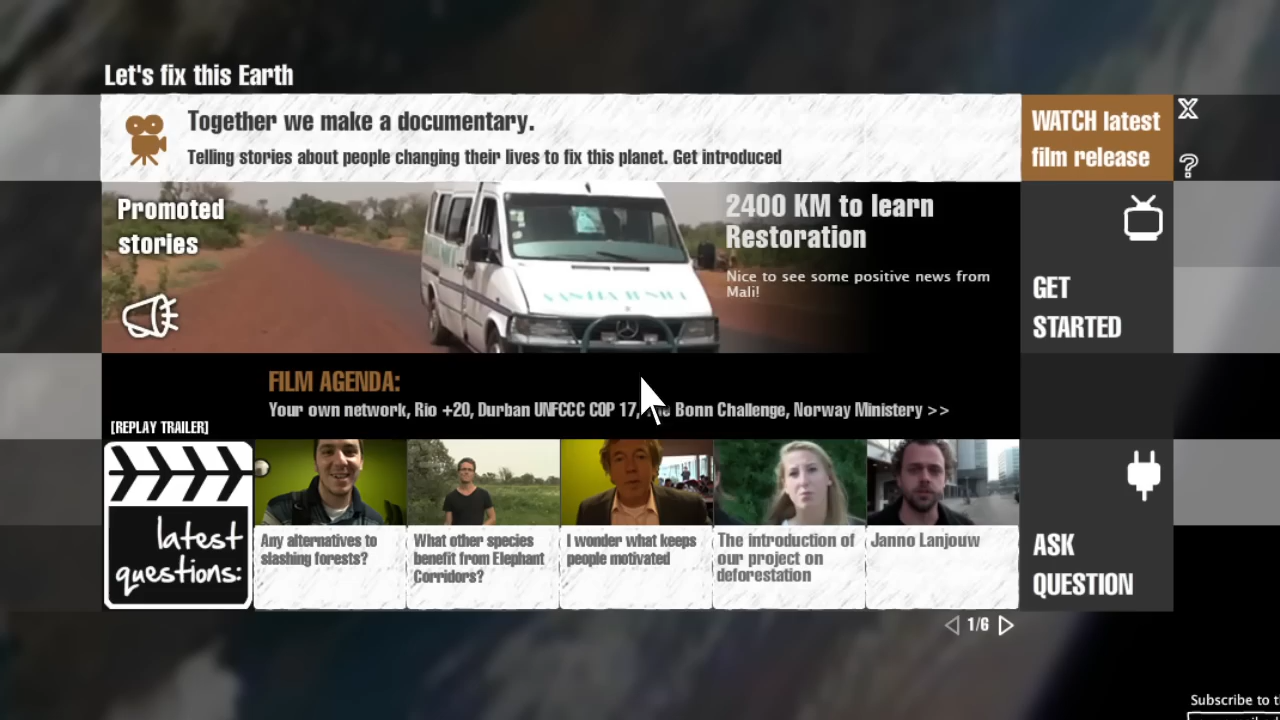 Let's fix this Earth
Together we make a documentary.
Telling stories about people changing their lives to fix this planet. Get introduced
WATCH latest
film release
X
?
Promoted
stories
2400 KM to learn
Restoration
Nice to see some positive news from
Mali!
GET
STARTED
FILM AGENDA:
Your own network, Rio +20, Durban UNFCCC COP 17, Bonn Challenge, Norway Ministery >>
[REPLAY TRAILER]
latest
questions:
Any alternatives to
slashing forests?
What other species
benefit from Elephant
Corridors?
I wonder what keeps
people motivated
The introduction of
our project on
deforestation
Janno Lanjouw
ASK
QUESTION
1/6
Subscribe to